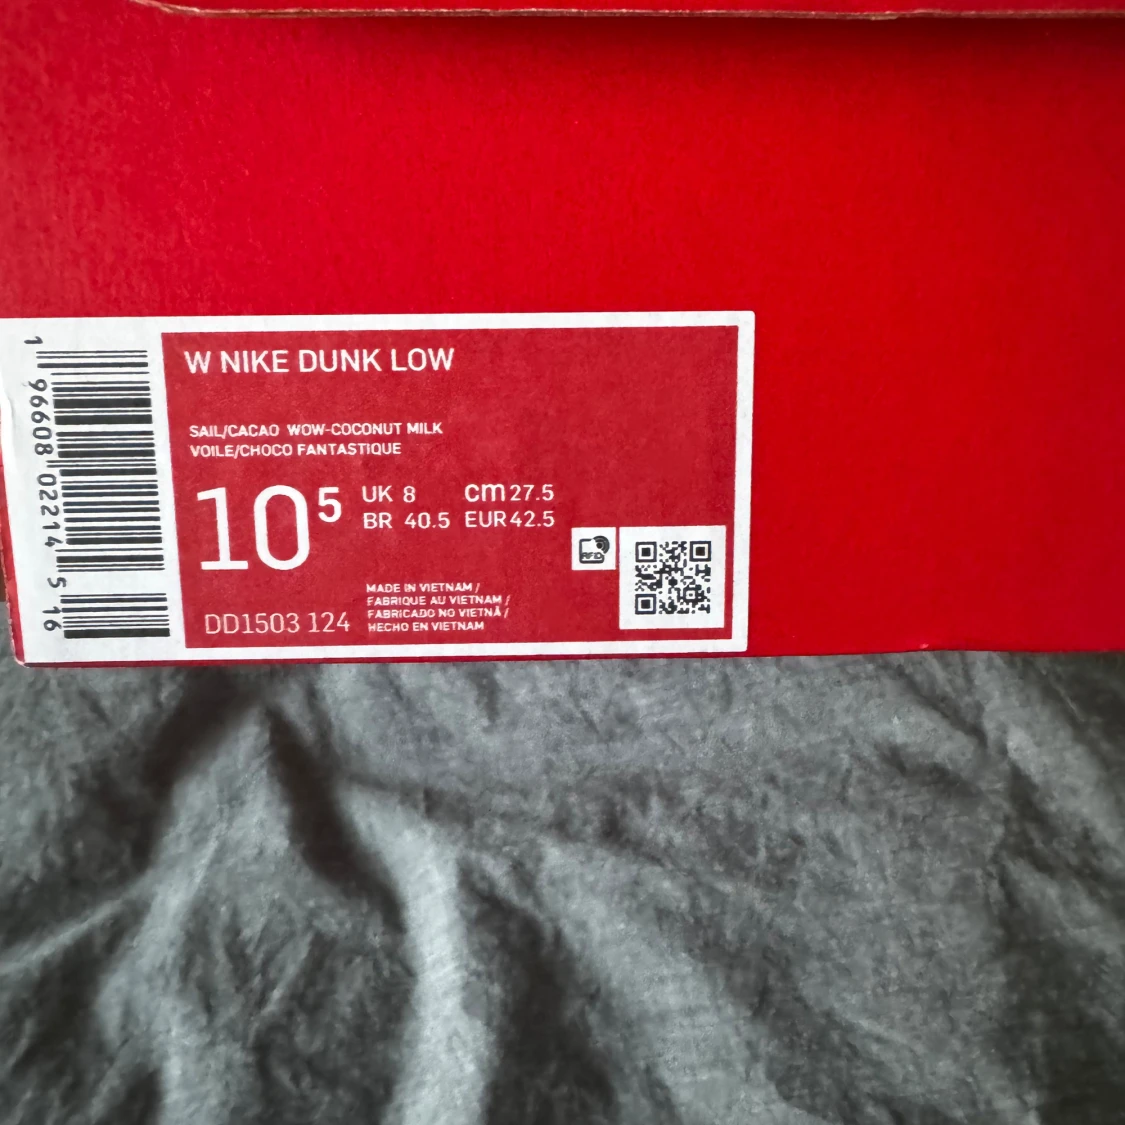 W NIKE DUNK LOW
SAIL/CACAO WOW-COCONUT MILK
VOILE/CHOCO FANTASTIQUE
10 5
UK 8 cm 27.5
BR 40.5 EUR 42.5
RFID
MADE IN VIETNAM /
FABRIQUE AU VIETNAM /
FABRICADO NO VIETNÃ /
HECHO EN VIETNAM
DD1503 124
1 96608 02214 5 16